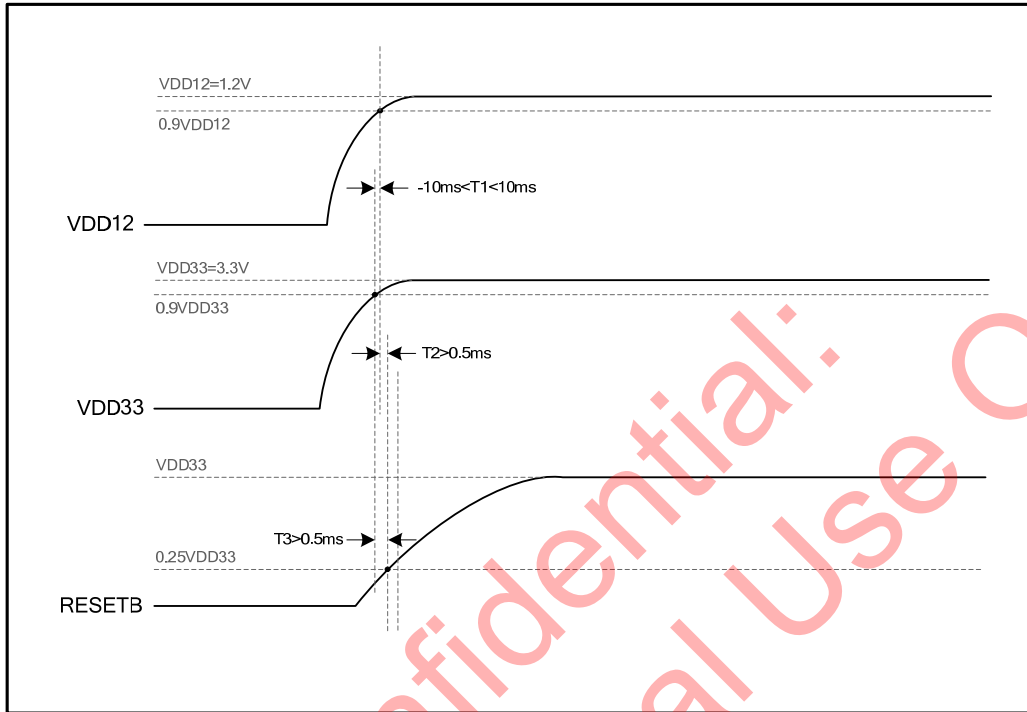 VDD12=1.2V
0.9VDD12
-10ms<T1<10ms
VDD12
VDD33=3.3V
0.9VDD33
T2>0.5ms
VDD33
VDD33
T3>0.5ms
0.25VDD33
RESETB
nfidential:
al Use O